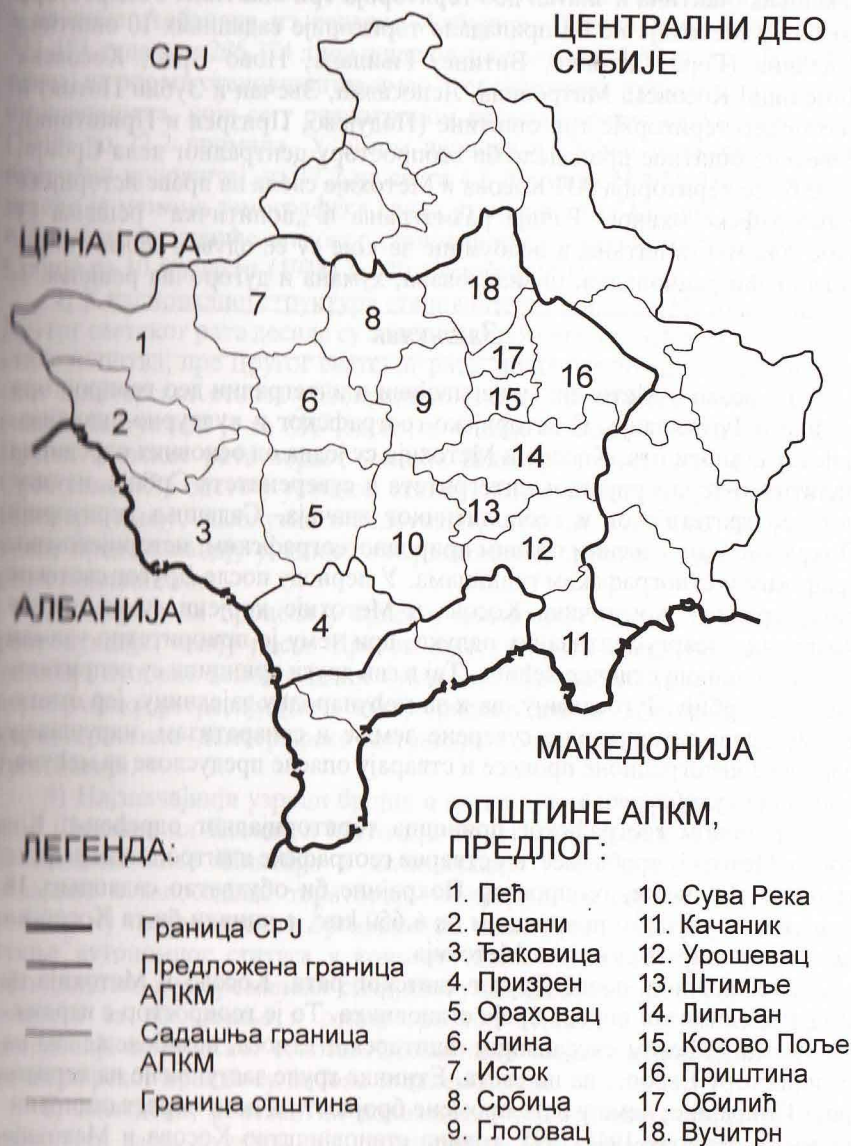 СРЈ
ЦЕНТРАЛНИ ДЕО
СРБИЈЕ
ЦРНА ГОРА
7
18
8
1
17
16
6
9
15
2
14
13
5
3
10
12
АЛБАНИЈА
4
11
МАКЕДОНИЈА
ОПШТИНЕ АПКМ,
ПРЕДЛОГ:
1. Пећ
2. Дечани
3. Ђаковица
4. Призрен
5. Ораховац
6. Клина
7. Исток
8. Србица
9. Глоговац
10. Сува Река
11. Качаник
12. Урошевац
13. Штимље
14. Липљан
15 Косово Поље
16. Приштина
17. Обилић
18. Вучитрн
ЛЕГЕНДА:
Граница СРЈ
Предложена граница
АПКМ
Садашња граница
АПКМ
Граница општина